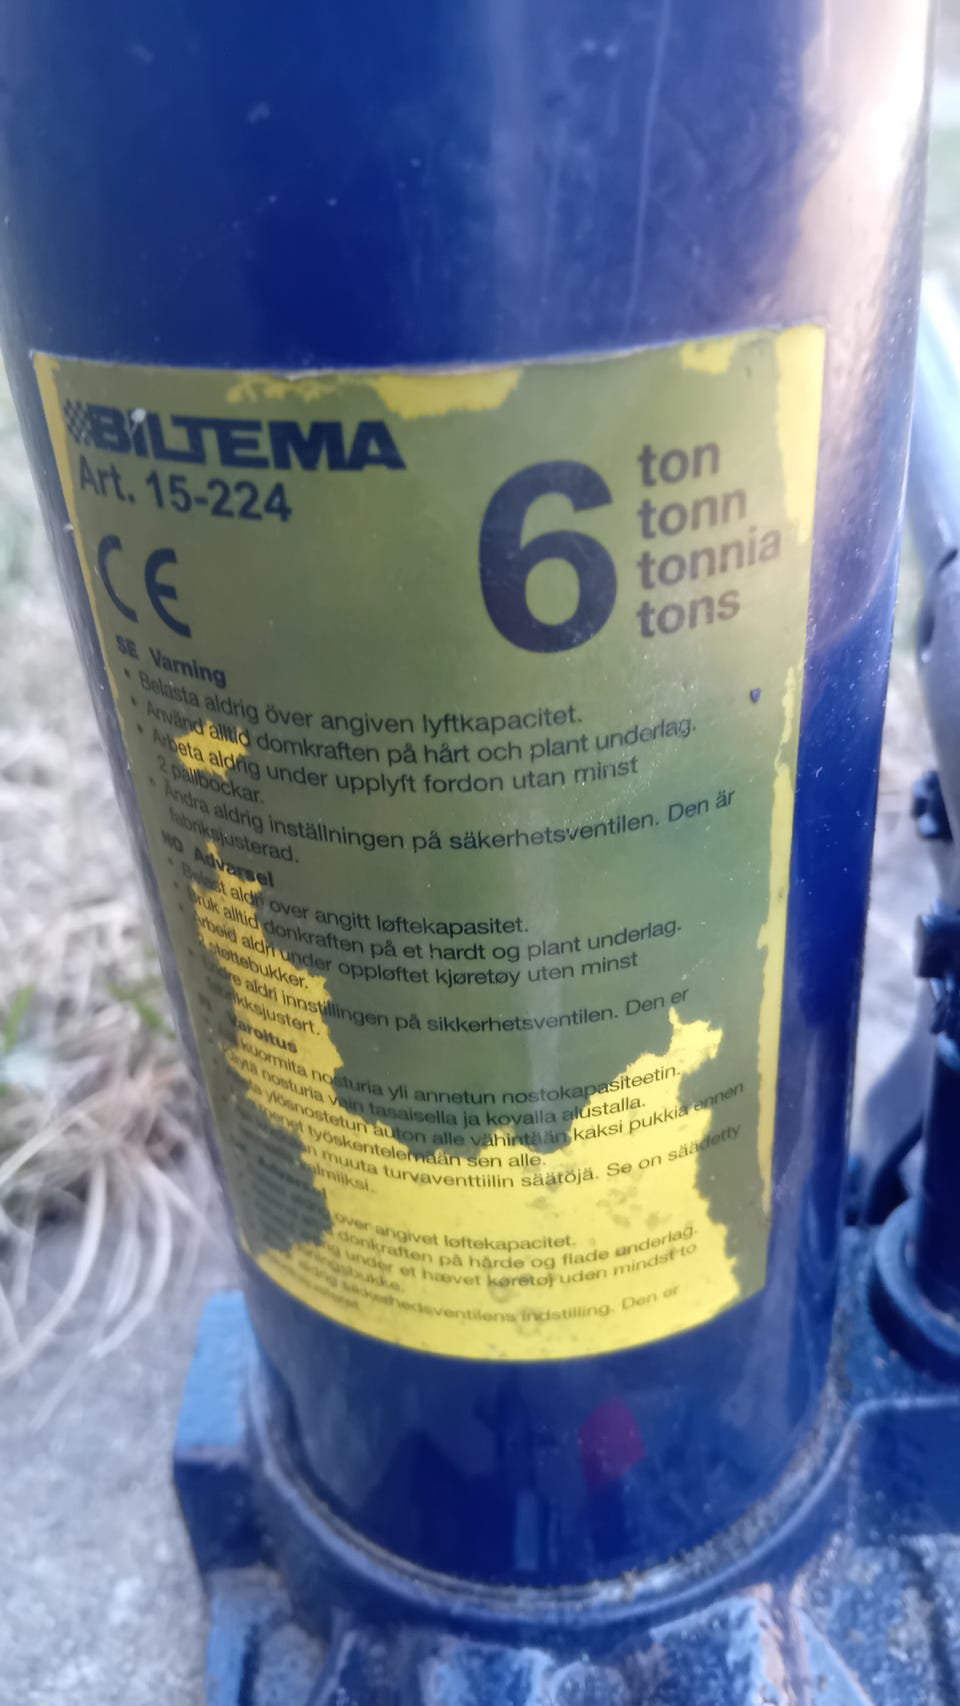 BILTEMA
Art. 15-224
6
ton
tonn
tonnia
tons
CE
SE Varning
• Belasta aldrig över angiven lyftkapacitet.
• Använd alltid domkraften på hårt och plant underlag.
• Arbeta aldrig under upplyft fordon utan minst
2 pallbockar.
• Ändra aldrig inställningen på säkerhetsventilen. Den är
fabriksjusterad.
NO Advarsel
• Belast aldri over angitt løftekapasitet.
• Bruk alltid donkraften på et hardt og plant underlag.
• Arbeid aldri under oppløftet kjøretøy uten minst
2 støttebukker.
• Endre aldri innstillingen på sikkerhetsventilen. Den er
fabrikksjustert.
FI Varoitus
kuormita nosturia yli annetun nostokapasiteetin.
Käytä nosturia vain tasaisella ja kovalla alustalla.
ylösnostetun auton alle vähintään kaksi pukkia ennen
menet työskentelemään sen alle.
muuta turvaventtiilin säätöjä. Se on säädetty
valmiiksi.
Advarsel
over angivet løftekapacitet.
donkraften på hårde og flade underlag.
under et hævet køretøj uden mindst to
aldrig sikkerhedsventilens indstilling. Den er